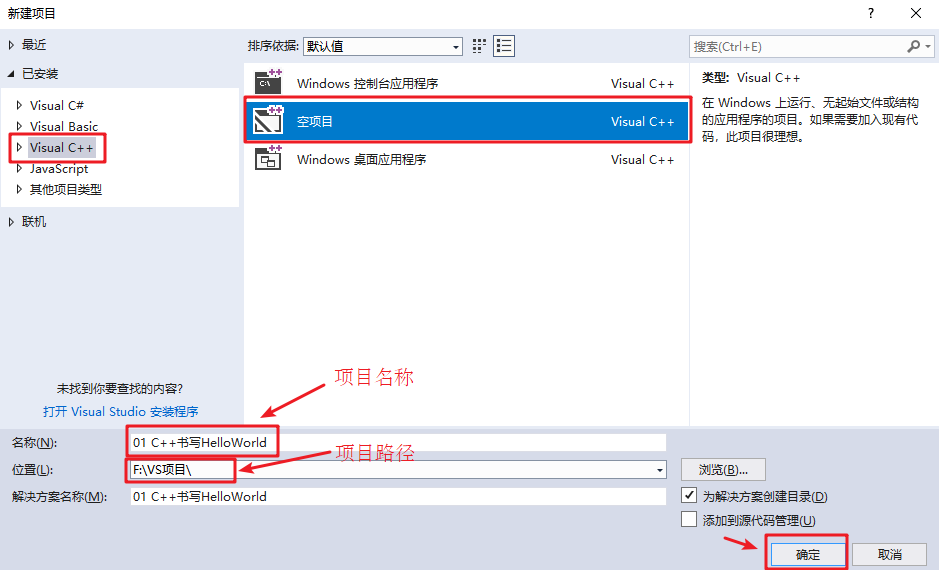 新建项目
?
最近
排序依据: 默认值
搜索(Ctrl+E)
已安装
Visual C#
Visual Basic
Visual C++
JavaScript
其他项目类型
联机
未找到你要查找的内容?
打开 Visual Studio 安装程序
Windows 控制台应用程序 Visual C++
空项目 Visual C++
Windows 桌面应用程序 Visual C++
类型: Visual C++
在 Windows 上运行、无起始文件或结构
的应用程序的项目。如果需要加入现有代
码，此项目很理想。
项目名称
名称(N): 01 C++书写HelloWorld
项目路径
位置(L): F:\VS项目\
浏览(B)...
解决方案名称(M): 01 C++书写HelloWorld
为解决方案创建目录(D)
添加到源代码管理(U)
确定
取消